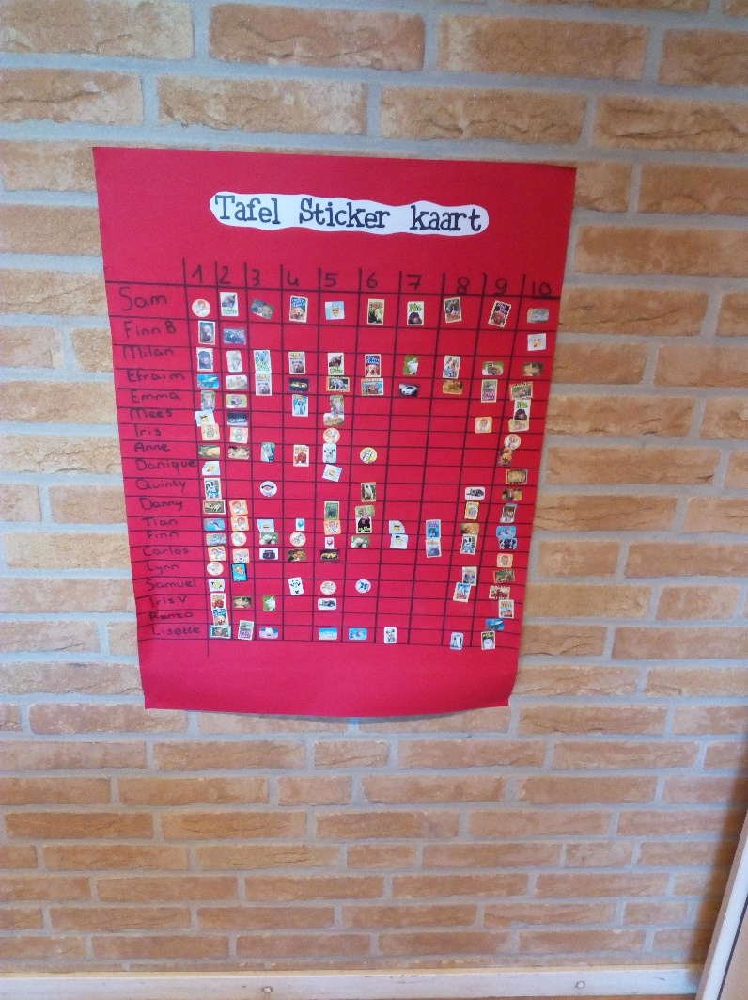 Tafel Sticker kaart
1 2 3 4 5 6 7 8 9 10
Sam
Finn B
Milan
Efraim
Emma
Mees
Iris
Anne
Danique
Quinty
Danny
Tian
Finn
Carlos
Lynn
Samuel
Iris V
Renzo
Lisette